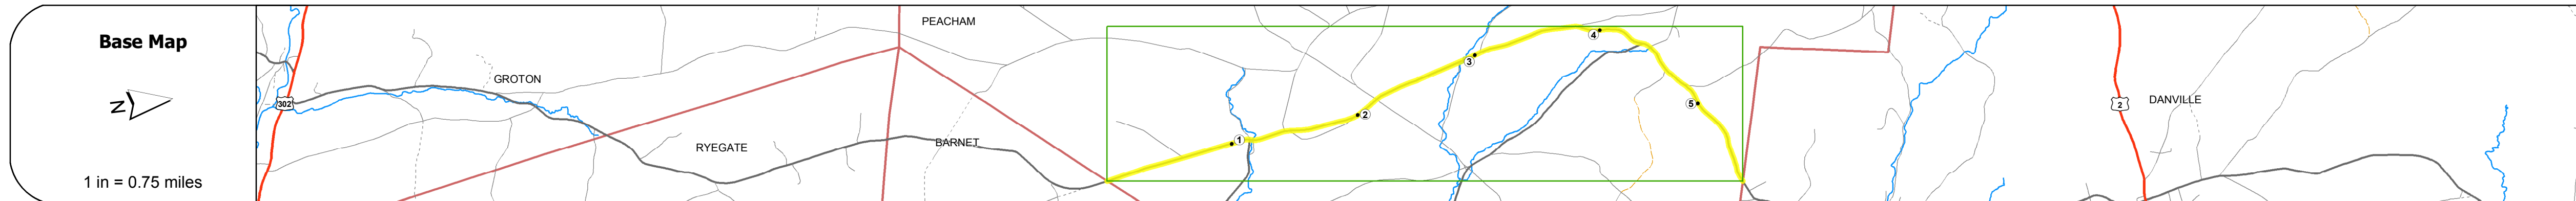 Base Map
N
1 in = 0.75 miles
302
GROTON
PEACHAM
RYEGATE
BARNET
1
2
3
4
5
2
DANVILLE